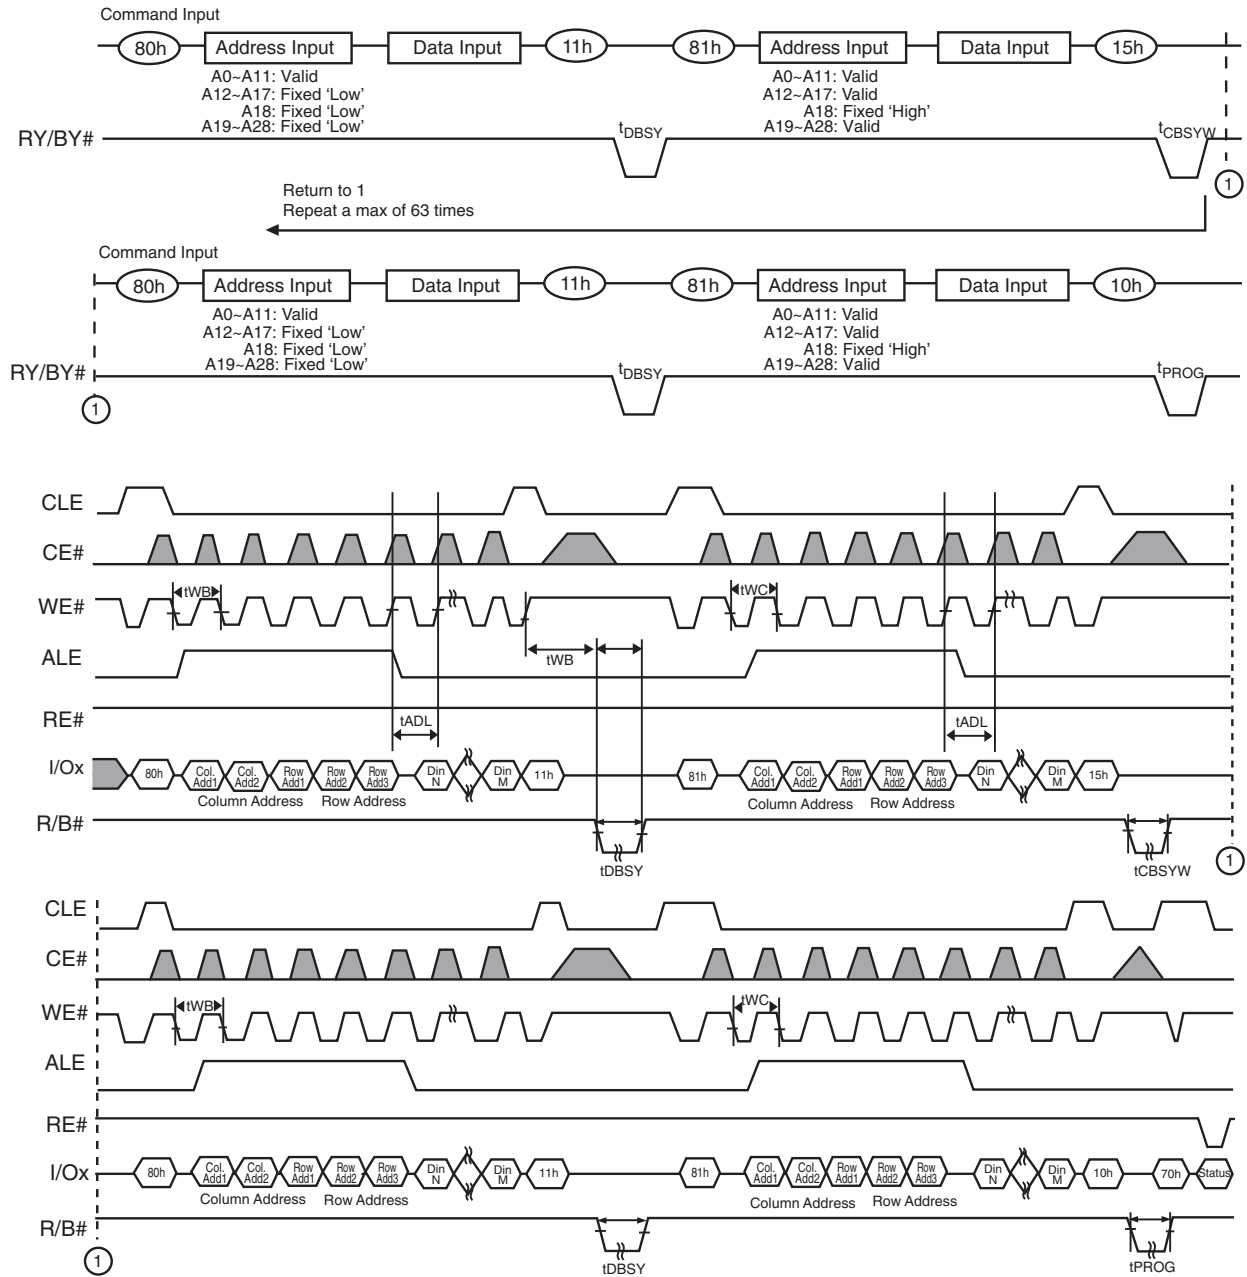 Command Input
80h Address Input Data Input 11h 81h Address Input Data Input 15h
A0~A11: Valid A0~A11: Valid
A12~A17: Fixed ‘Low’ A12~A17: Valid
A18: Fixed ‘Low’ A18: Fixed ‘High’
A19~A28: Fixed ‘Low’ A19~A28: Valid
RY/BY# tDBSY tCBSYW
1
Return to 1
Repeat a max of 63 times
Command Input
80h Address Input Data Input 11h 81h Address Input Data Input 10h
A0~A11: Valid A0~A11: Valid
A12~A17: Fixed ‘Low’ A12~A17: Valid
A18: Fixed ‘Low’ A18: Fixed ‘High’
A19~A28: Fixed ‘Low’ A19~A28: Valid
RY/BY# tDBSY tPROG
1
CLE
CE#
WE# tWB tWC
ALE tWB
RE#
tADL tADL
I/Ox 80h Col. Add1 Col. Add2 Row Add1 Row Add2 Row Add3 Din N Din M 11h 81h Col. Add1 Col. Add2 Row Add1 Row Add2 Row Add3 Din N Din M 15h
Column Address Row Address Column Address Row Address
R/B#
tDBSY tCBSYW
1
CLE
CE#
WE# tWB tWC
ALE
RE#
I/Ox 80h Col. Add1 Col. Add2 Row Add1 Row Add2 Row Add3 Din N Din M 11h 81h Col. Add1 Col. Add2 Row Add1 Row Add2 Row Add3 Din N Din M 10h 70h Status
Column Address Row Address Column Address Row Address
R/B#
1
tDBSY tPROG